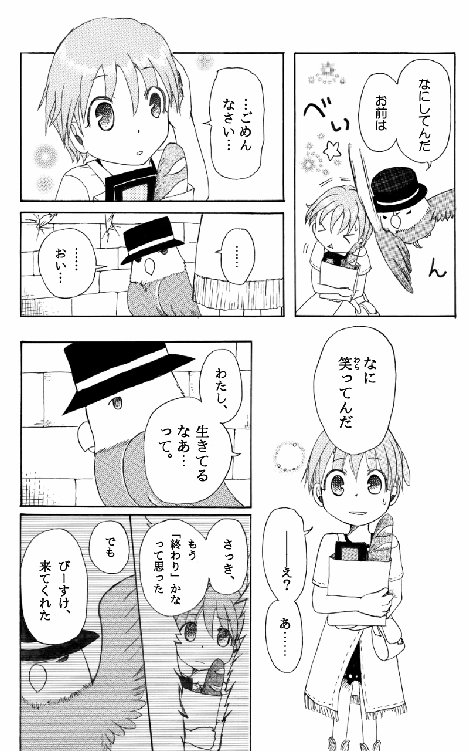 なにしてんだ
お前は
べいん
…ごめん
なさい…
……
……
おい…
なに
笑ってんだ
わら
――え?
あ…
わたし、
生きてる
なあ…
って。
さっき、
もう
「終わり」かな
って思った
でも
ぴーすけ、
来てくれた